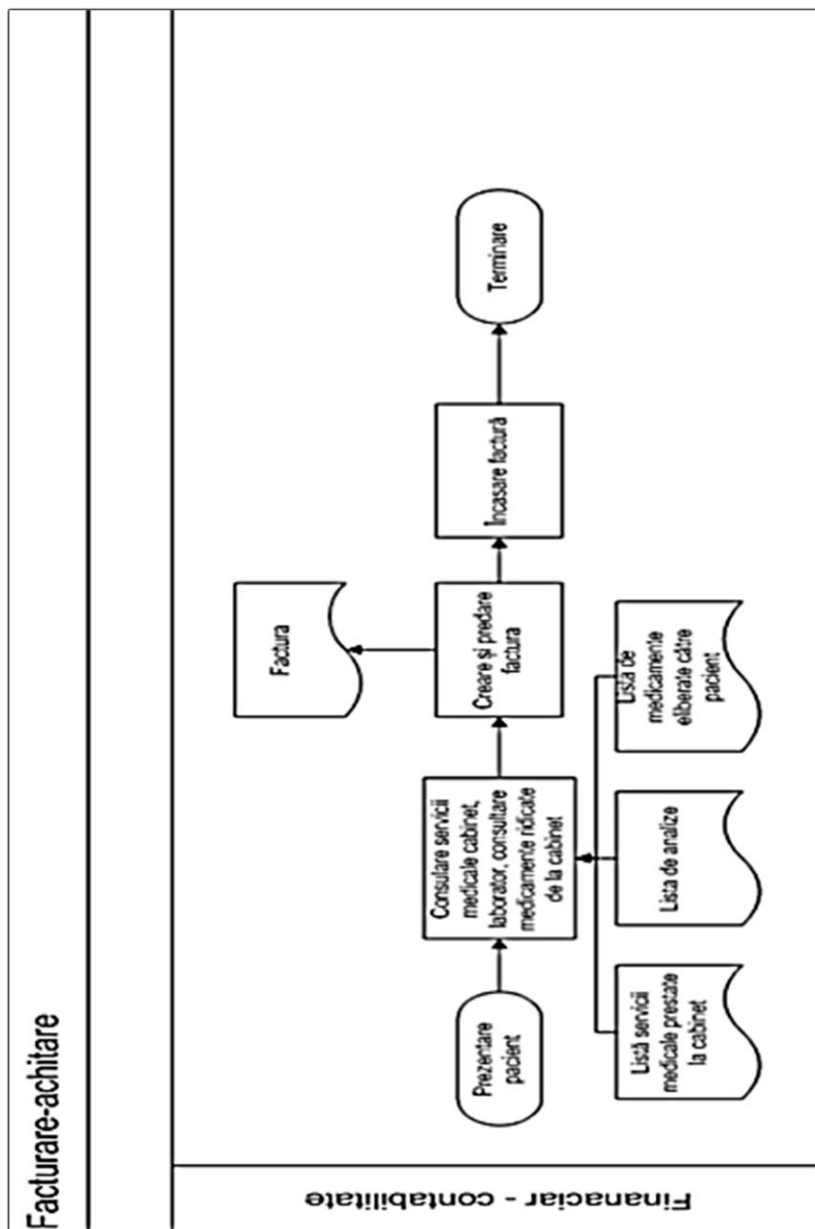 Facturare-achitare
Finanaciar - contabilitate
Prezentare
pacient
Consulare servicii
medicale cabinet,
laborator, consultare
medicamente ridicate
de la cabinet
Creare și predare
factura
Încasare factură
Terminare
Factura
Listă servicii
medicale prestate
la cabinet
Lista de analize
Lista de
medicamente
eliberate către
pacient